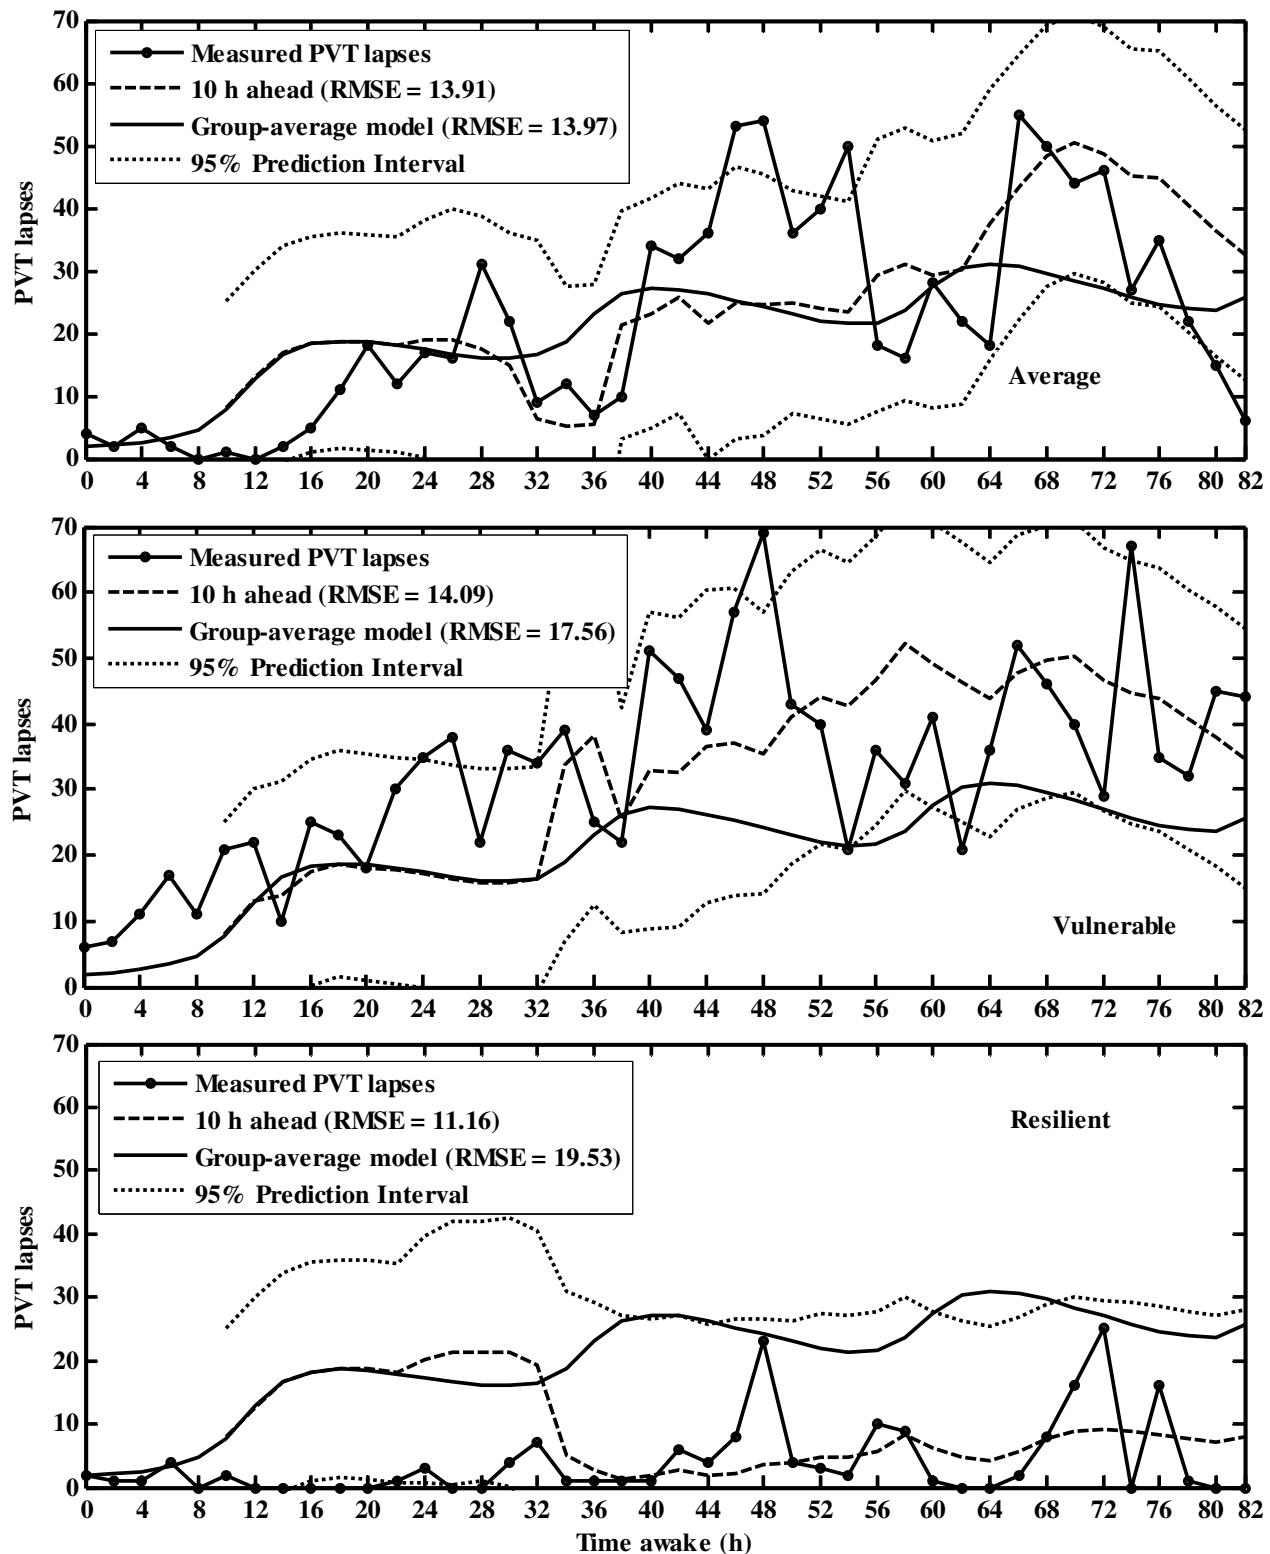 70
60
50
40
30
20
10
0
PVT lapses
Measured PVT lapses
10 h ahead (RMSE = 13.91)
Group-average model (RMSE = 13.97)
95% Prediction Interval
Average
0 4 8 12 16 20 24 28 32 36 40 44 48 52 56 60 64 68 72 76 80 82
70
60
50
40
30
20
10
0
PVT lapses
Measured PVT lapses
10 h ahead (RMSE = 14.09)
Group-average model (RMSE = 17.56)
95% Prediction Interval
Vulnerable
0 4 8 12 16 20 24 28 32 36 40 44 48 52 56 60 64 68 72 76 80 82
70
60
50
40
30
20
10
0
PVT lapses
Measured PVT lapses
10 h ahead (RMSE = 11.16)
Group-average model (RMSE = 19.53)
95% Prediction Interval
Resilient
0 4 8 12 16 20 24 28 32 36 40 44 48 52 56 60 64 68 72 76 80 82
Time awake (h)